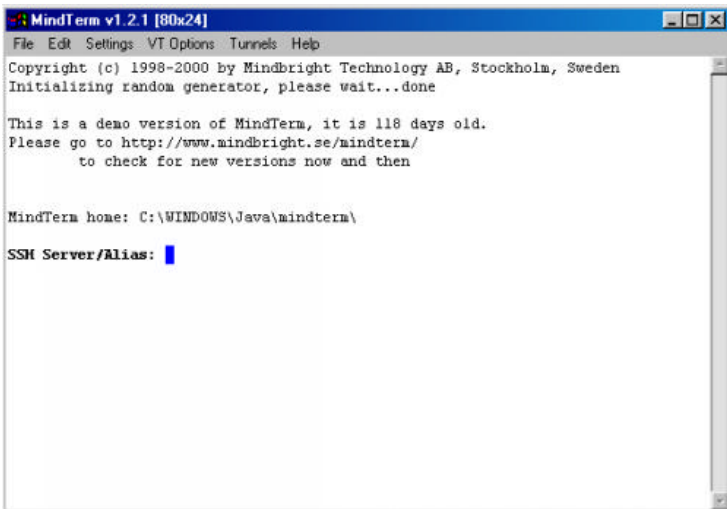 MindTerm v1.2.1 [80x24]
File Edit Settings VT Options Tunnels Help
Copyright (c) 1998-2000 by Mindbright Technology AB, Stockholm, Sweden
Initializing random generator, please wait...done
This is a demo version of MindTerm, it is 118 days old.
Please go to http://www.mindbright.se/mindterm/
to check for new versions now and then
MindTerm home: C:\WINDOWS\Java\mindterm\
SSH Server/Alias: